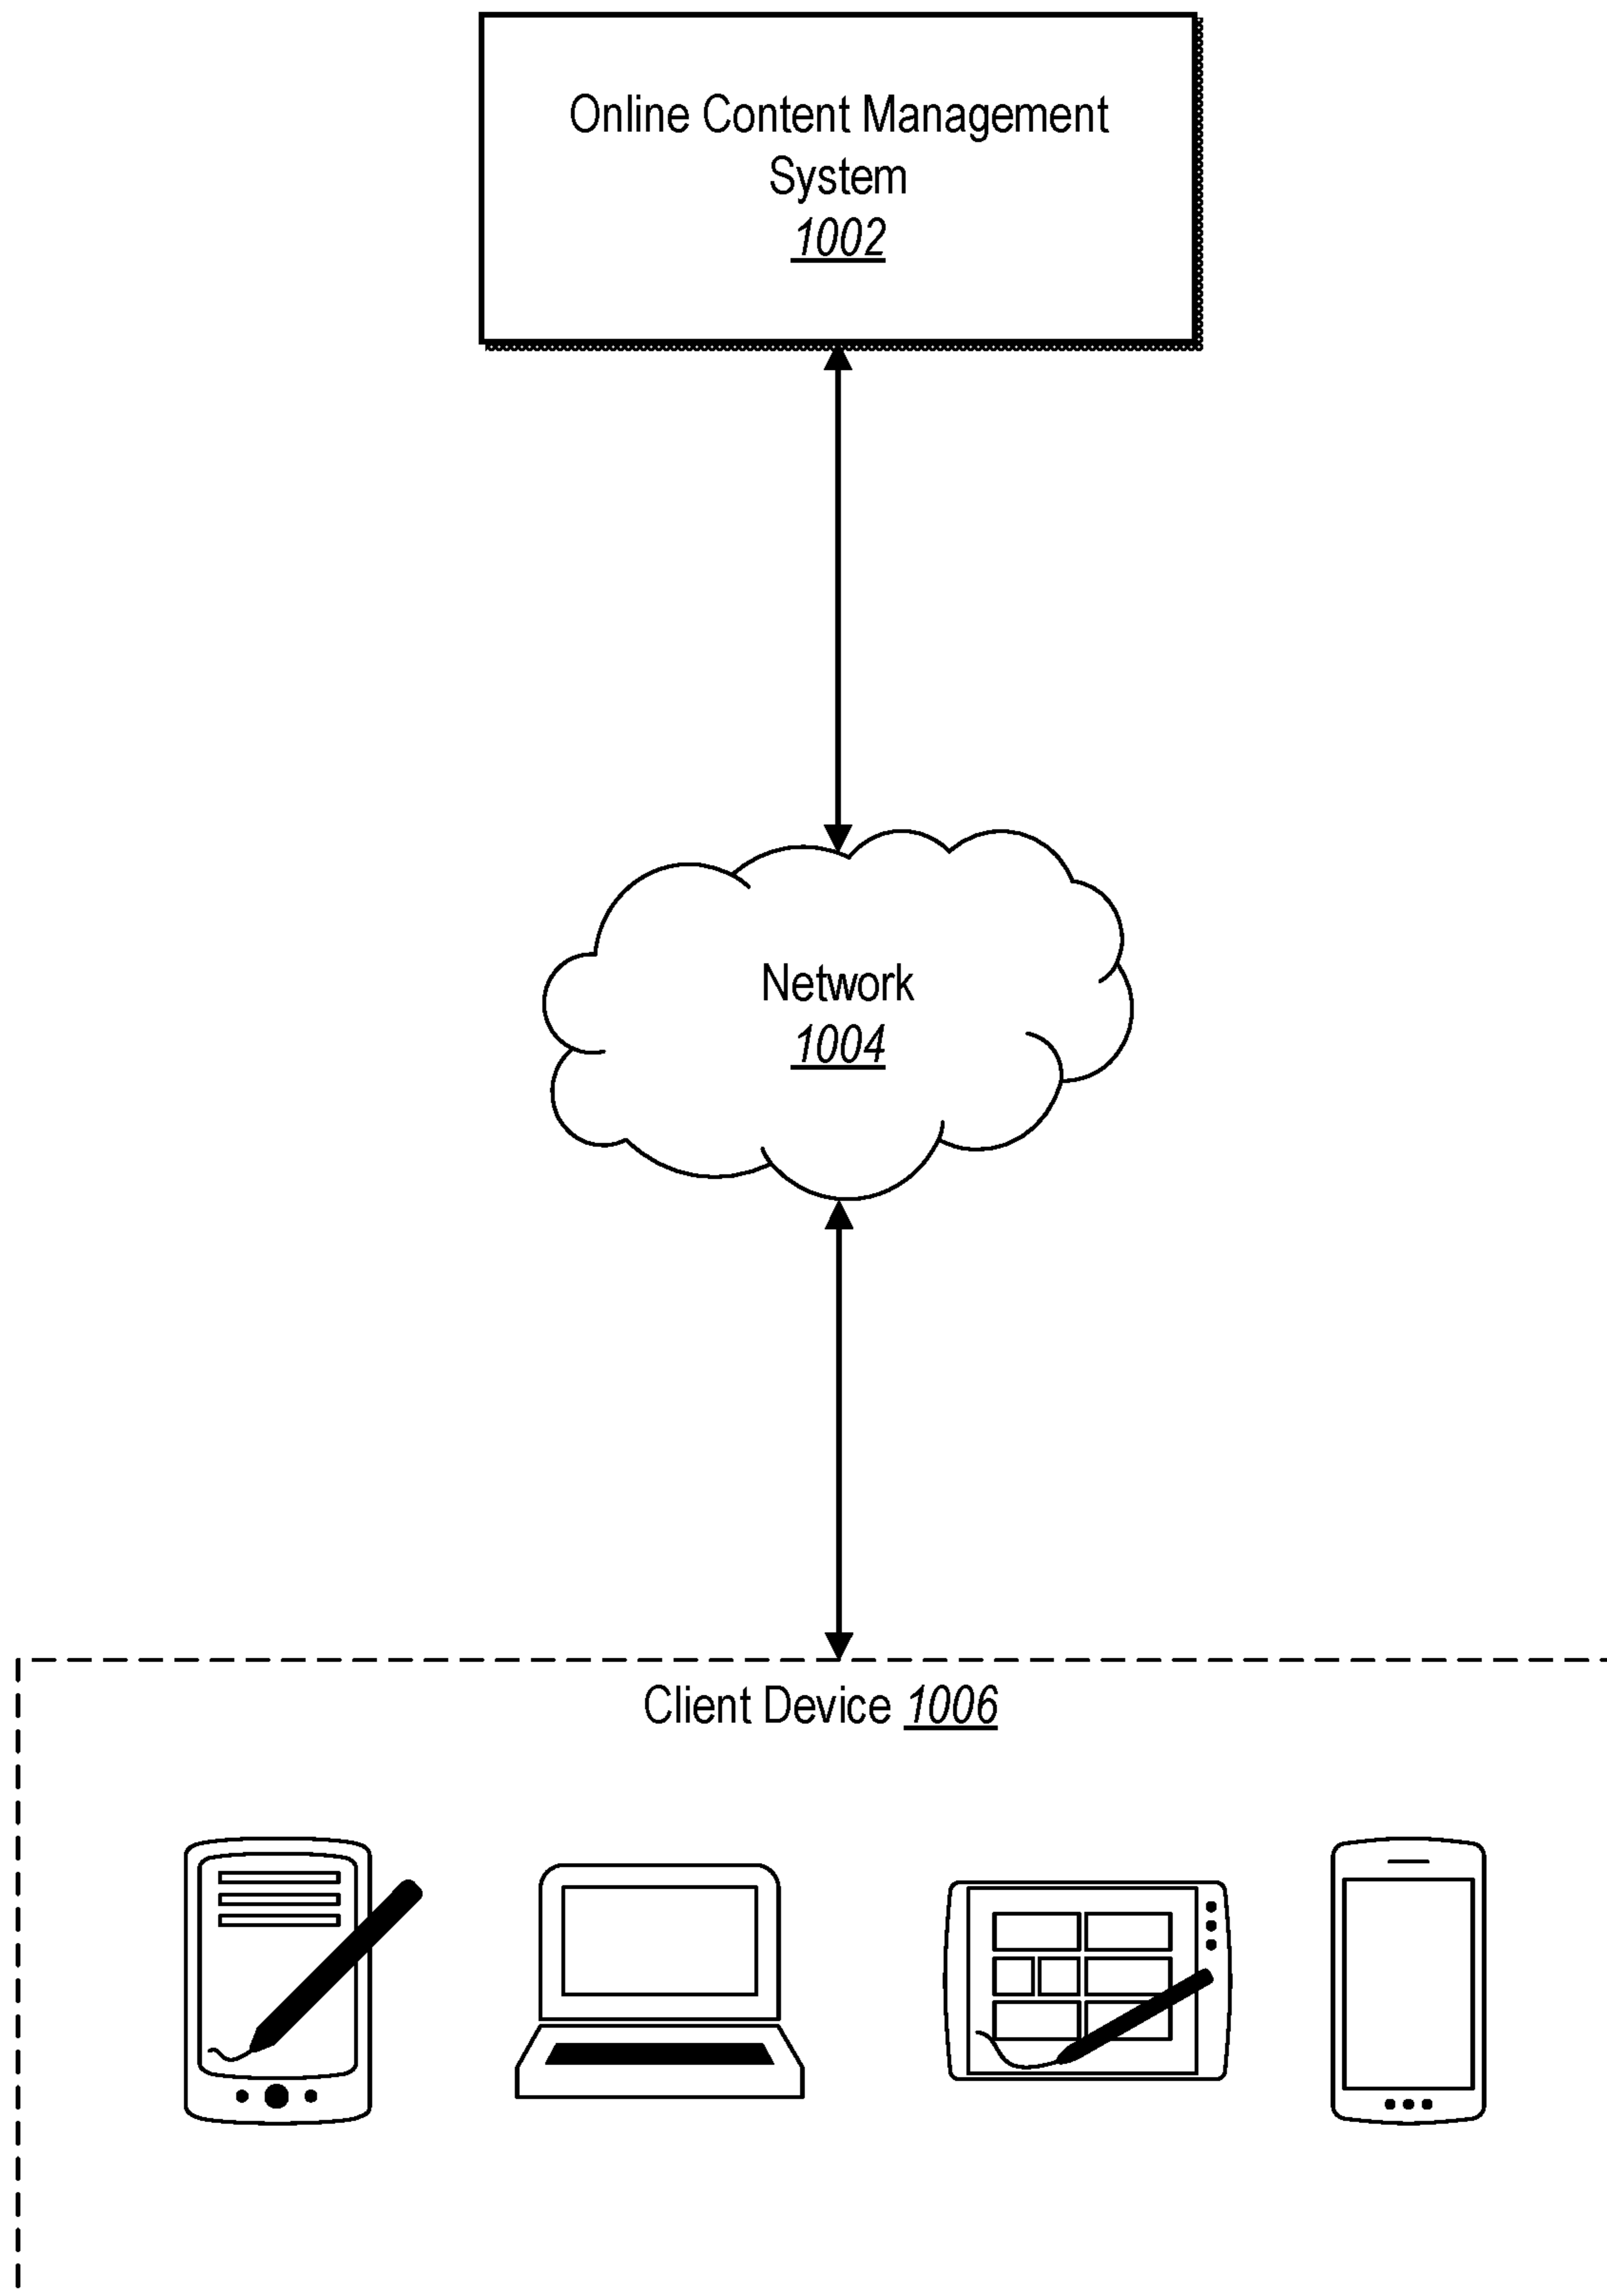 Online Content Management
System
1002
Network
1004
Client Device 1006